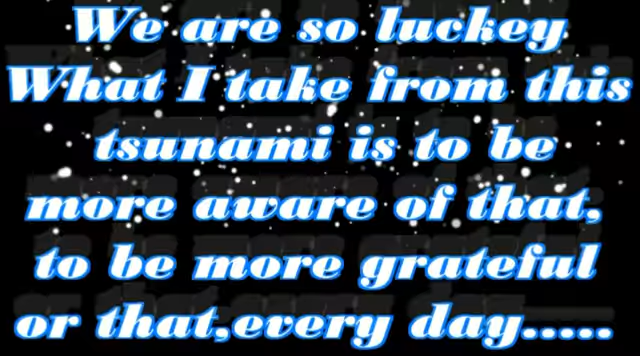 We are so luckey
What I take from this
tsunami is to be
more aware of that,
to be more grateful
or that,every day.....